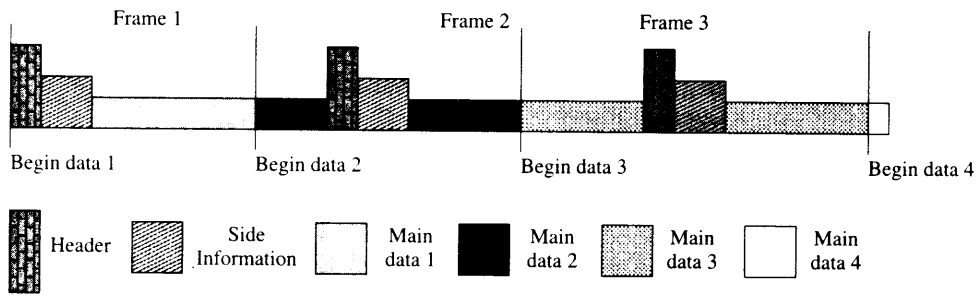 Frame 1
Frame 2
Frame 3
Begin data 1
Begin data 2
Begin data 3
Begin data 4
Header
Side
Information
Main
data 1
Main
data 2
Main
data 3
Main
data 4